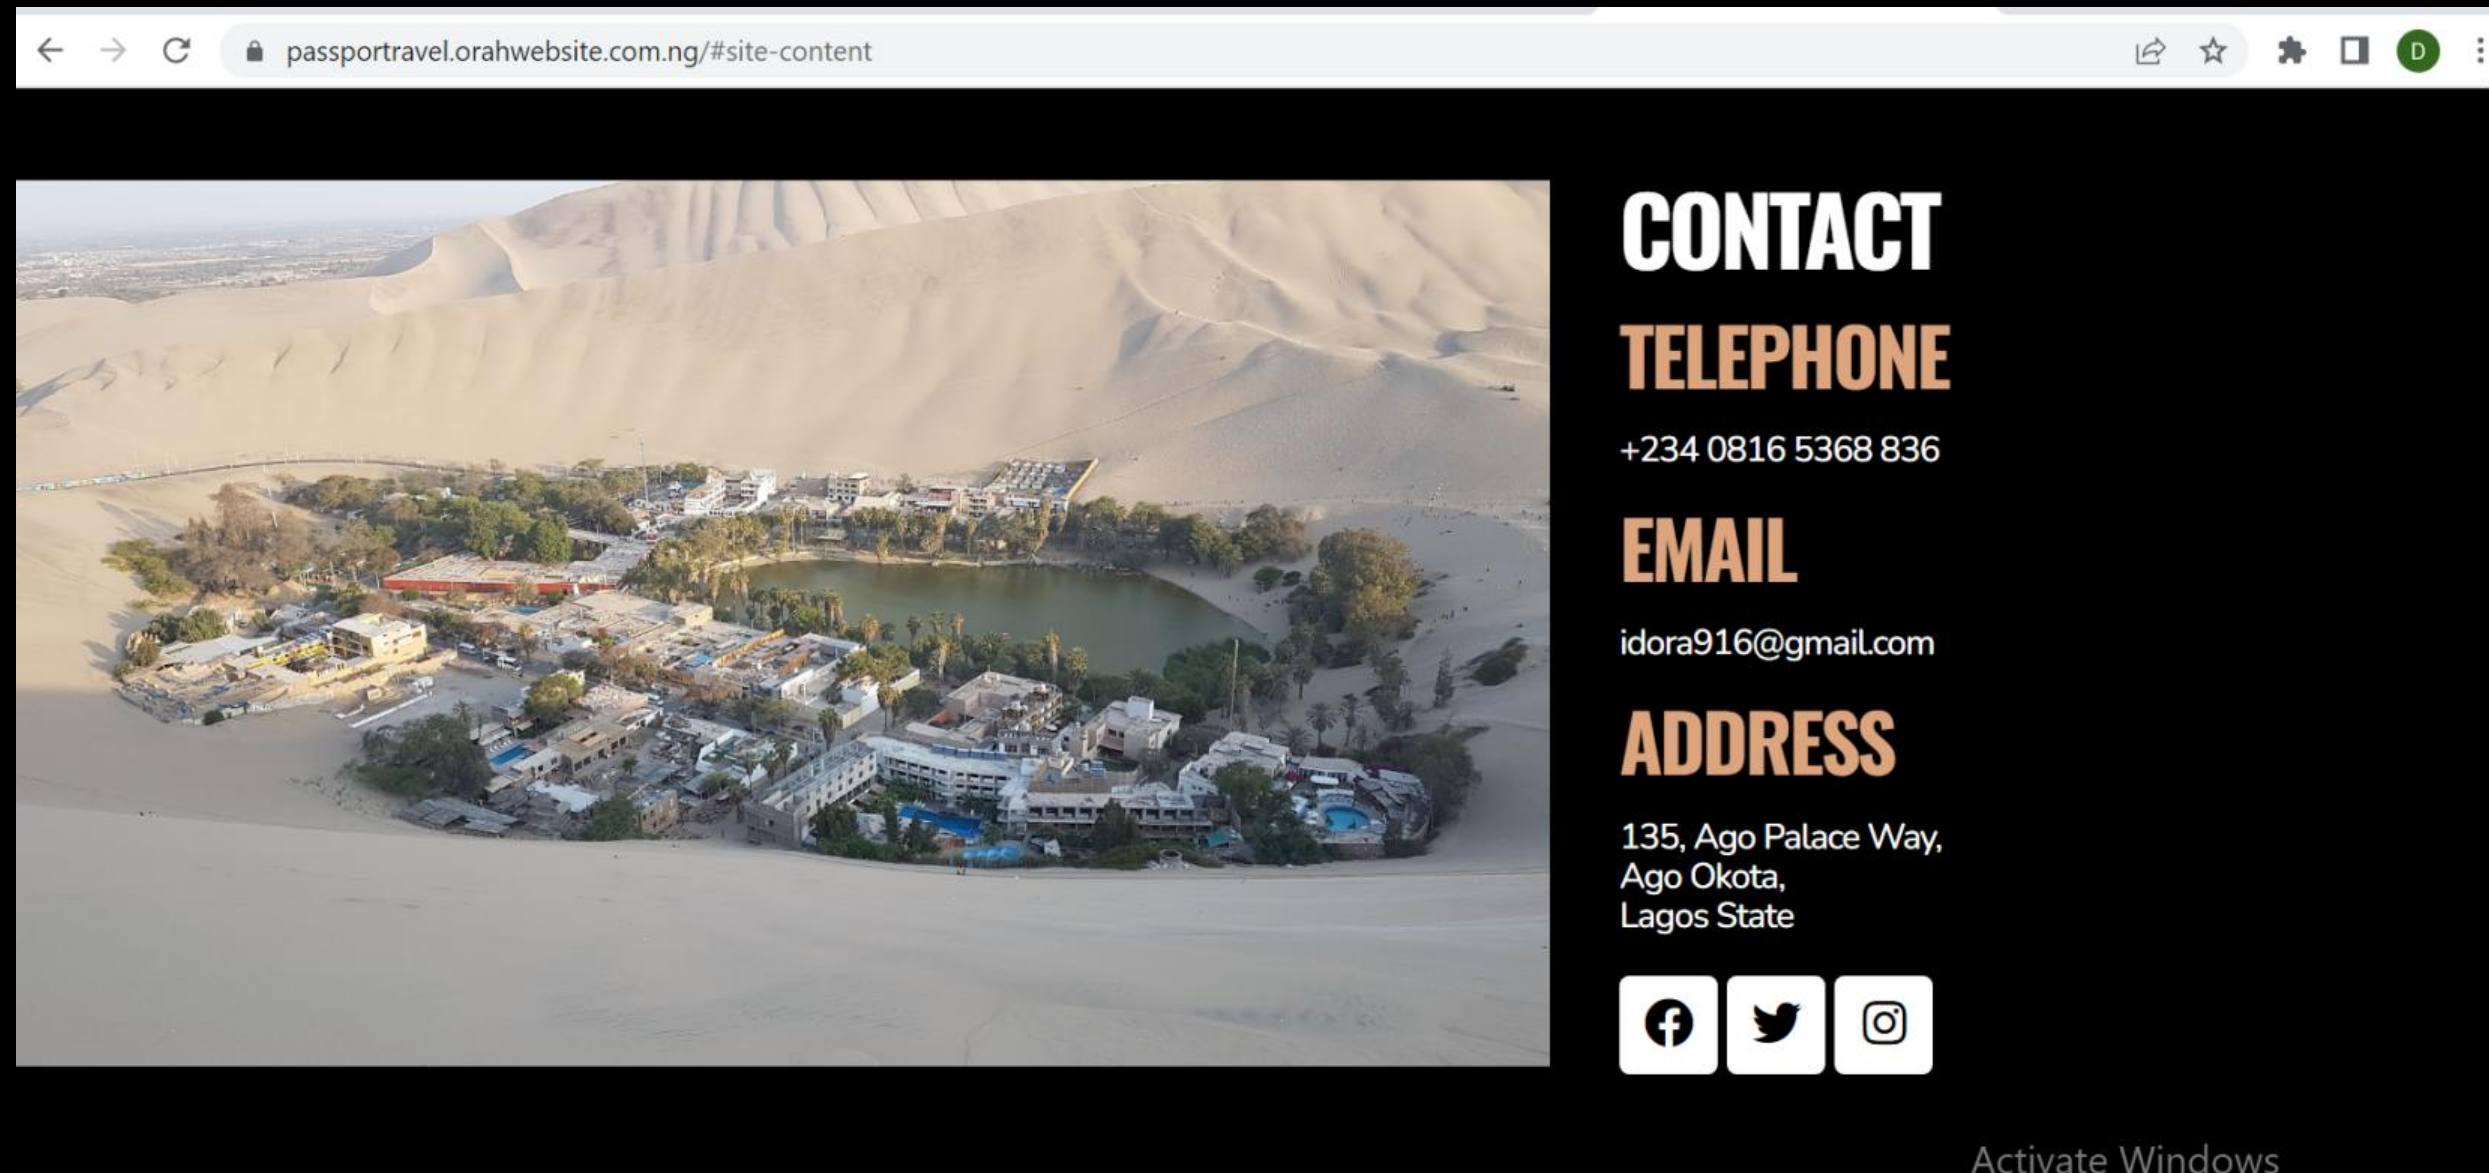 passportravel.orahwebsite.com.ng/#site-content
D
CONTACT
TELEPHONE
+234 0816 5368 836
EMAIL
idora916@gmail.com
ADDRESS
135, Ago Palace Way,
Ago Okota,
Lagos State
Activate Windows